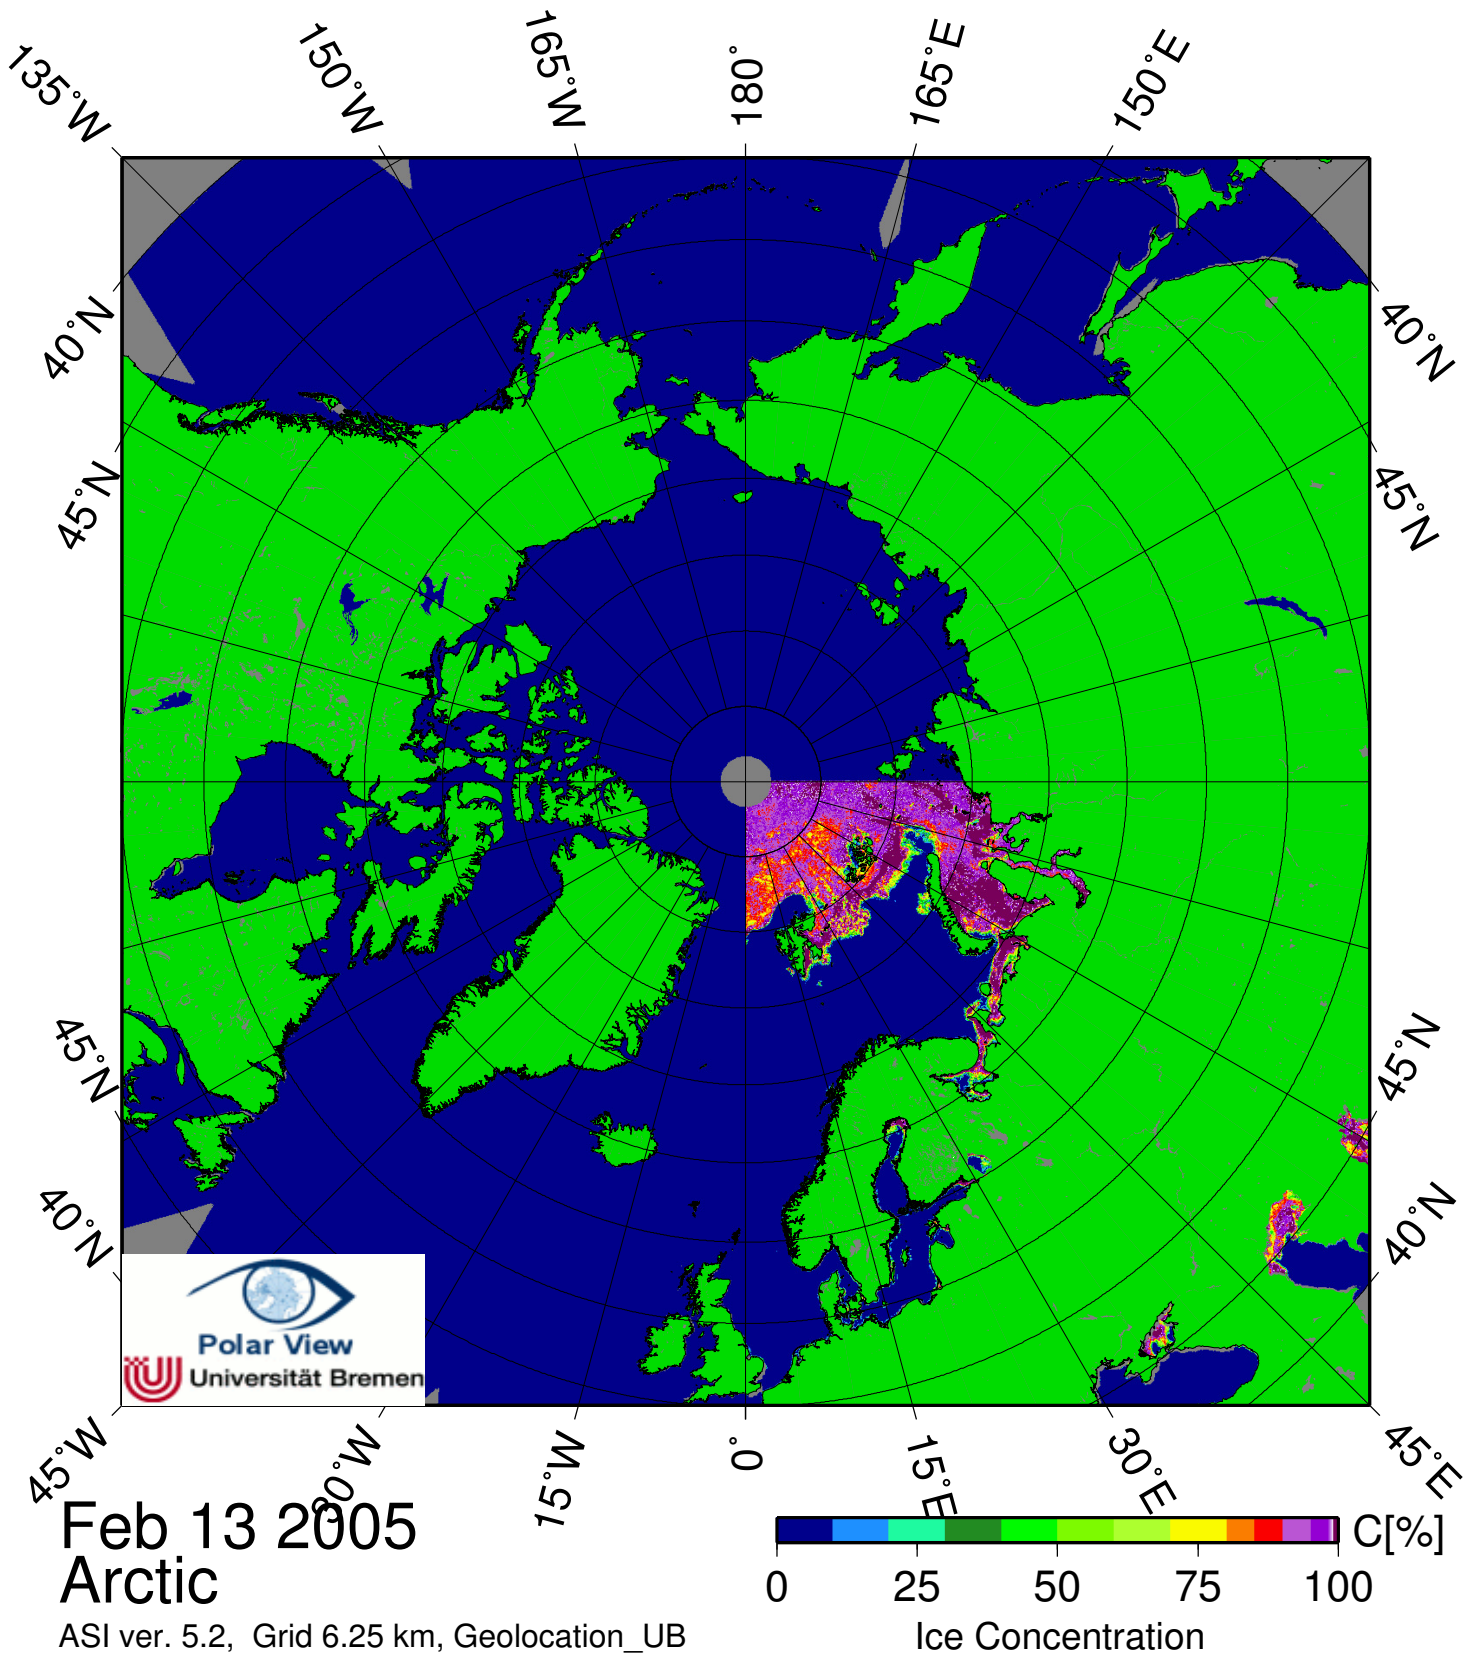 135°W
150°W
165°W
180°
165°E
150°E
40°N
40°N
45°N
45°N
45°N
45°N
40°N
40°N
Polar View
Universität Bremen
45°W
30°W
15°W
0°
15°E
30°E
45°E
Feb 13 2005
Arctic
ASI ver. 5.2, Grid 6.25 km, Geolocation_UB
C[%]
0 25 50 75 100
Ice Concentration